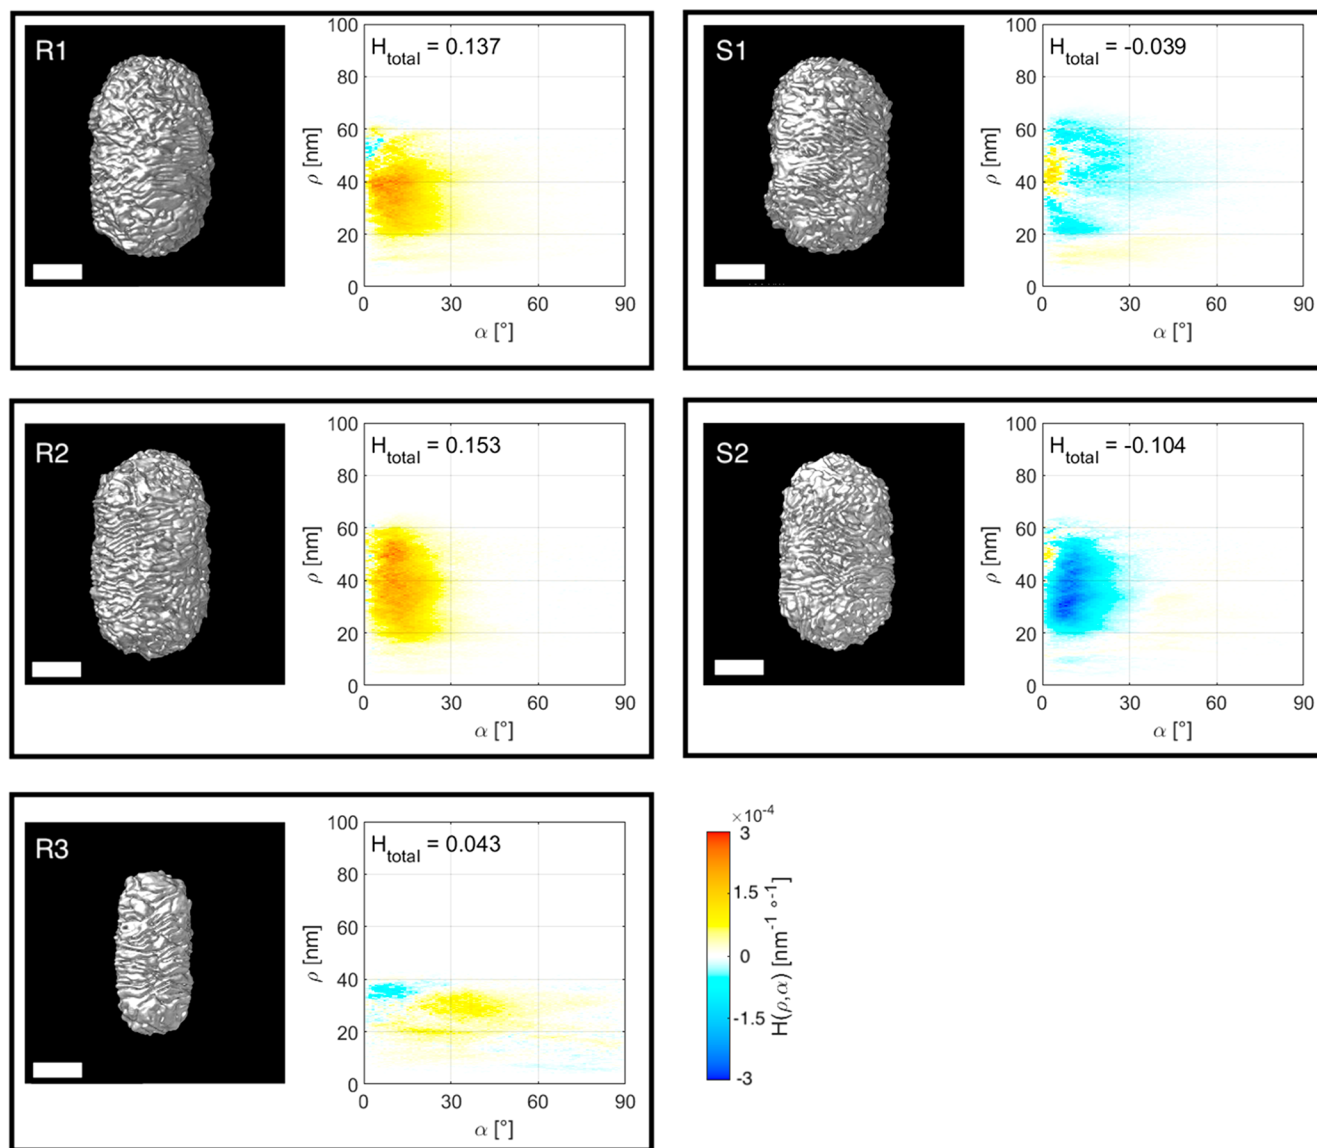 R1
H_total = 0.137
100
80
60
40
20
0
ρ [nm]
0 30 60 90
α [°]
S1
H_total = -0.039
100
80
60
40
20
0
ρ [nm]
0 30 60 90
α [°]
R2
H_total = 0.153
100
80
60
40
20
0
ρ [nm]
0 30 60 90
α [°]
S2
H_total = -0.104
100
80
60
40
20
0
ρ [nm]
0 30 60 90
α [°]
R3
H_total = 0.043
100
80
60
40
20
0
ρ [nm]
0 30 60 90
α [°]
×10⁻⁴
3
1.5
0
-1.5
-3
H(ρ,α) [nm⁻¹ °⁻¹]